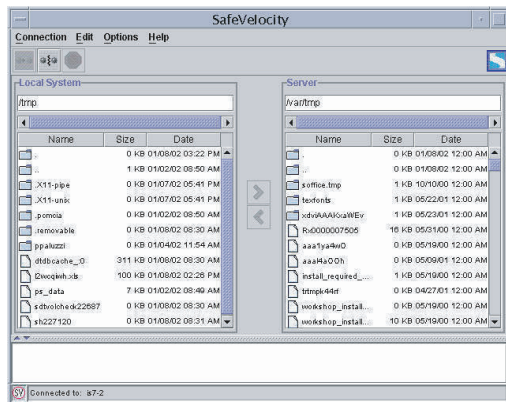 SafeVelocity
Connection Edit Options Help
Local System
/tmp
Name Size Date
. 0 KB 01/08/02 03:22 PM
.. 1 KB 01/02/02 08:50 AM
.X11-pipe 0 KB 01/07/02 05:41 PM
.X11-unix 0 KB 01/07/02 05:41 PM
.pcmcia 0 KB 01/02/02 08:50 AM
.removable 0 KB 01/08/02 08:30 AM
ppaluzzi 0 KB 01/04/02 11:54 AM
dtdbcache_:0 311 KB 01/08/02 08:30 AM
100 KB 01/08/02 02:26 PM
ps_data 7 KB 01/02/02 08:49 AM
sdtvolcheck22687 0 KB 01/08/02 08:30 AM
sh227120 0 KB 01/08/02 08:31 AM
Server
/var/tmp
Name Size Date
. 0 KB 01/08/02 12:00 AM
.. 0 KB 01/08/02 12:00 AM
soffice.tmp 1 KB 10/10/00 12:00 AM
texfonts 1 KB 05/22/01 12:00 AM
1 KB 05/23/01 12:00 AM
Rx0000007505 16 KB 05/31/00 12:00 AM
aaa1ya4wO 0 KB 05/19/00 12:00 AM
aaal4aOOh 0 KB 05/09/01 12:00 AM
install_required_... 1 KB 05/19/00 12:00 AM
trtmpk44rf 0 KB 04/27/01 12:00 AM
workshop_install... 0 KB 05/19/00 12:00 AM
workshop_install... 10 KB 05/19/00 12:00 AM
SV Connected to: is7-2